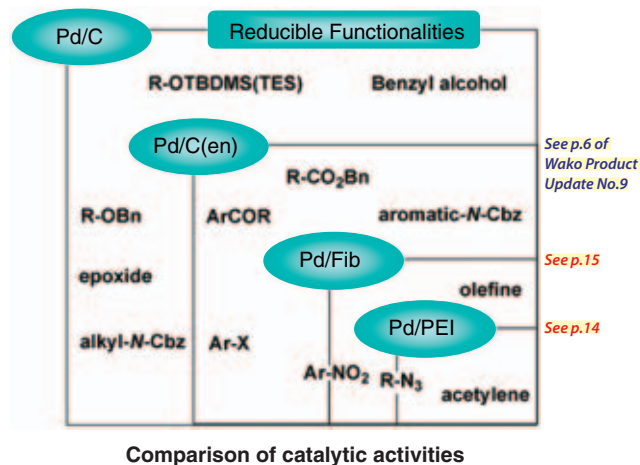 Pd/C
Reducible Functionalities
R-OTBDMS(TES)
Benzyl alcohol
Pd/C(en)
See p.6 of
Wako Product
Update No.9
R-CO₂Bn
R-OBn
ArCOR
aromatic-N-Cbz
Pd/Fib
See p.15
epoxide
olefine
Pd/PEI
See p.14
alkyl-N-Cbz
Ar-X
Ar-NO₂
R-N₃
acetylene
Comparison of catalytic activities